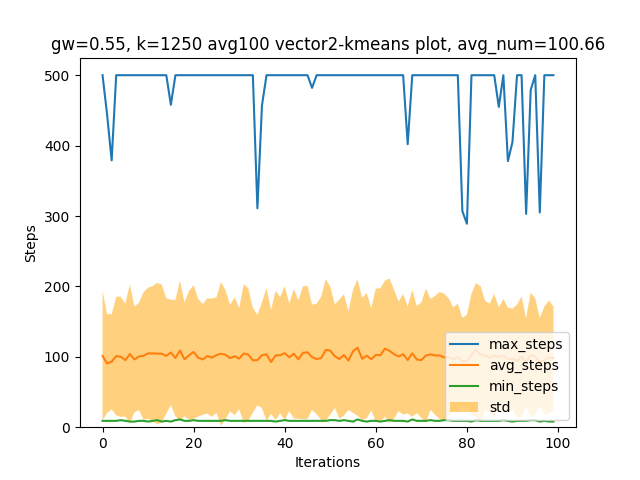 gw=0.55, k=1250 avg100 vector2-kmeans plot, avg_num=100.66
500
400
300
200
100
0
Steps
max_steps
avg_steps
min_steps
std
0 20 40 60 80 100
Iterations